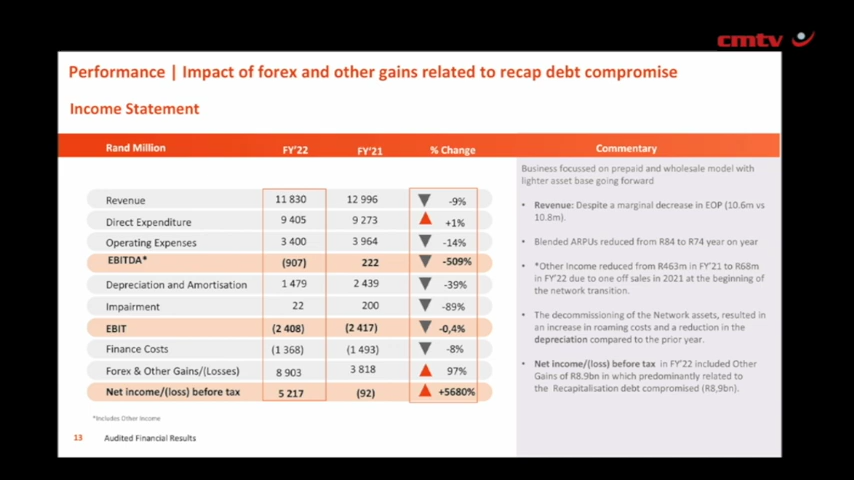 cmtv
Performance | Impact of forex and other gains related to recap debt compromise
Income Statement
Rand Million FY'22 FY'21 % Change Commentary
Revenue 11 830 12 996 -9%
Direct Expenditure 9 405 9 273 +1%
Operating Expenses 3 400 3 964 -14%
EBITDA* (907) 222 -509%
Depreciation and Amortisation 1 479 2 439 -39%
Impairment 22 200 -89%
EBIT (2 408) (2 417) -0,4%
Finance Costs (1 368) (1 493) -8%
Forex & Other Gains/(Losses) 8 903 3 818 97%
Net income/(loss) before tax 5 217 (92) +5680%
*Includes Other Income
13 Audited Financial Results
Business focussed on prepaid and wholesale model with
lighter asset base going forward
• Revenue: Despite a marginal decrease in EOP (10.6m vs
10.8m).
• Blended ARPUs reduced from R84 to R74 year on year
• *Other Income reduced from R463m in FY'21 to R68m
in FY'22 due to one off sales in 2021 at the beginning of
the network transition.
• The decommissioning of the Network assets, resulted in
an increase in roaming costs and a reduction in the
depreciation compared to the prior year.
• Net income/(loss) before tax in FY'22 included Other
Gains of R8.9bn in which predominantly related to
the Recapitalisation debt compromised (R8,9bn).